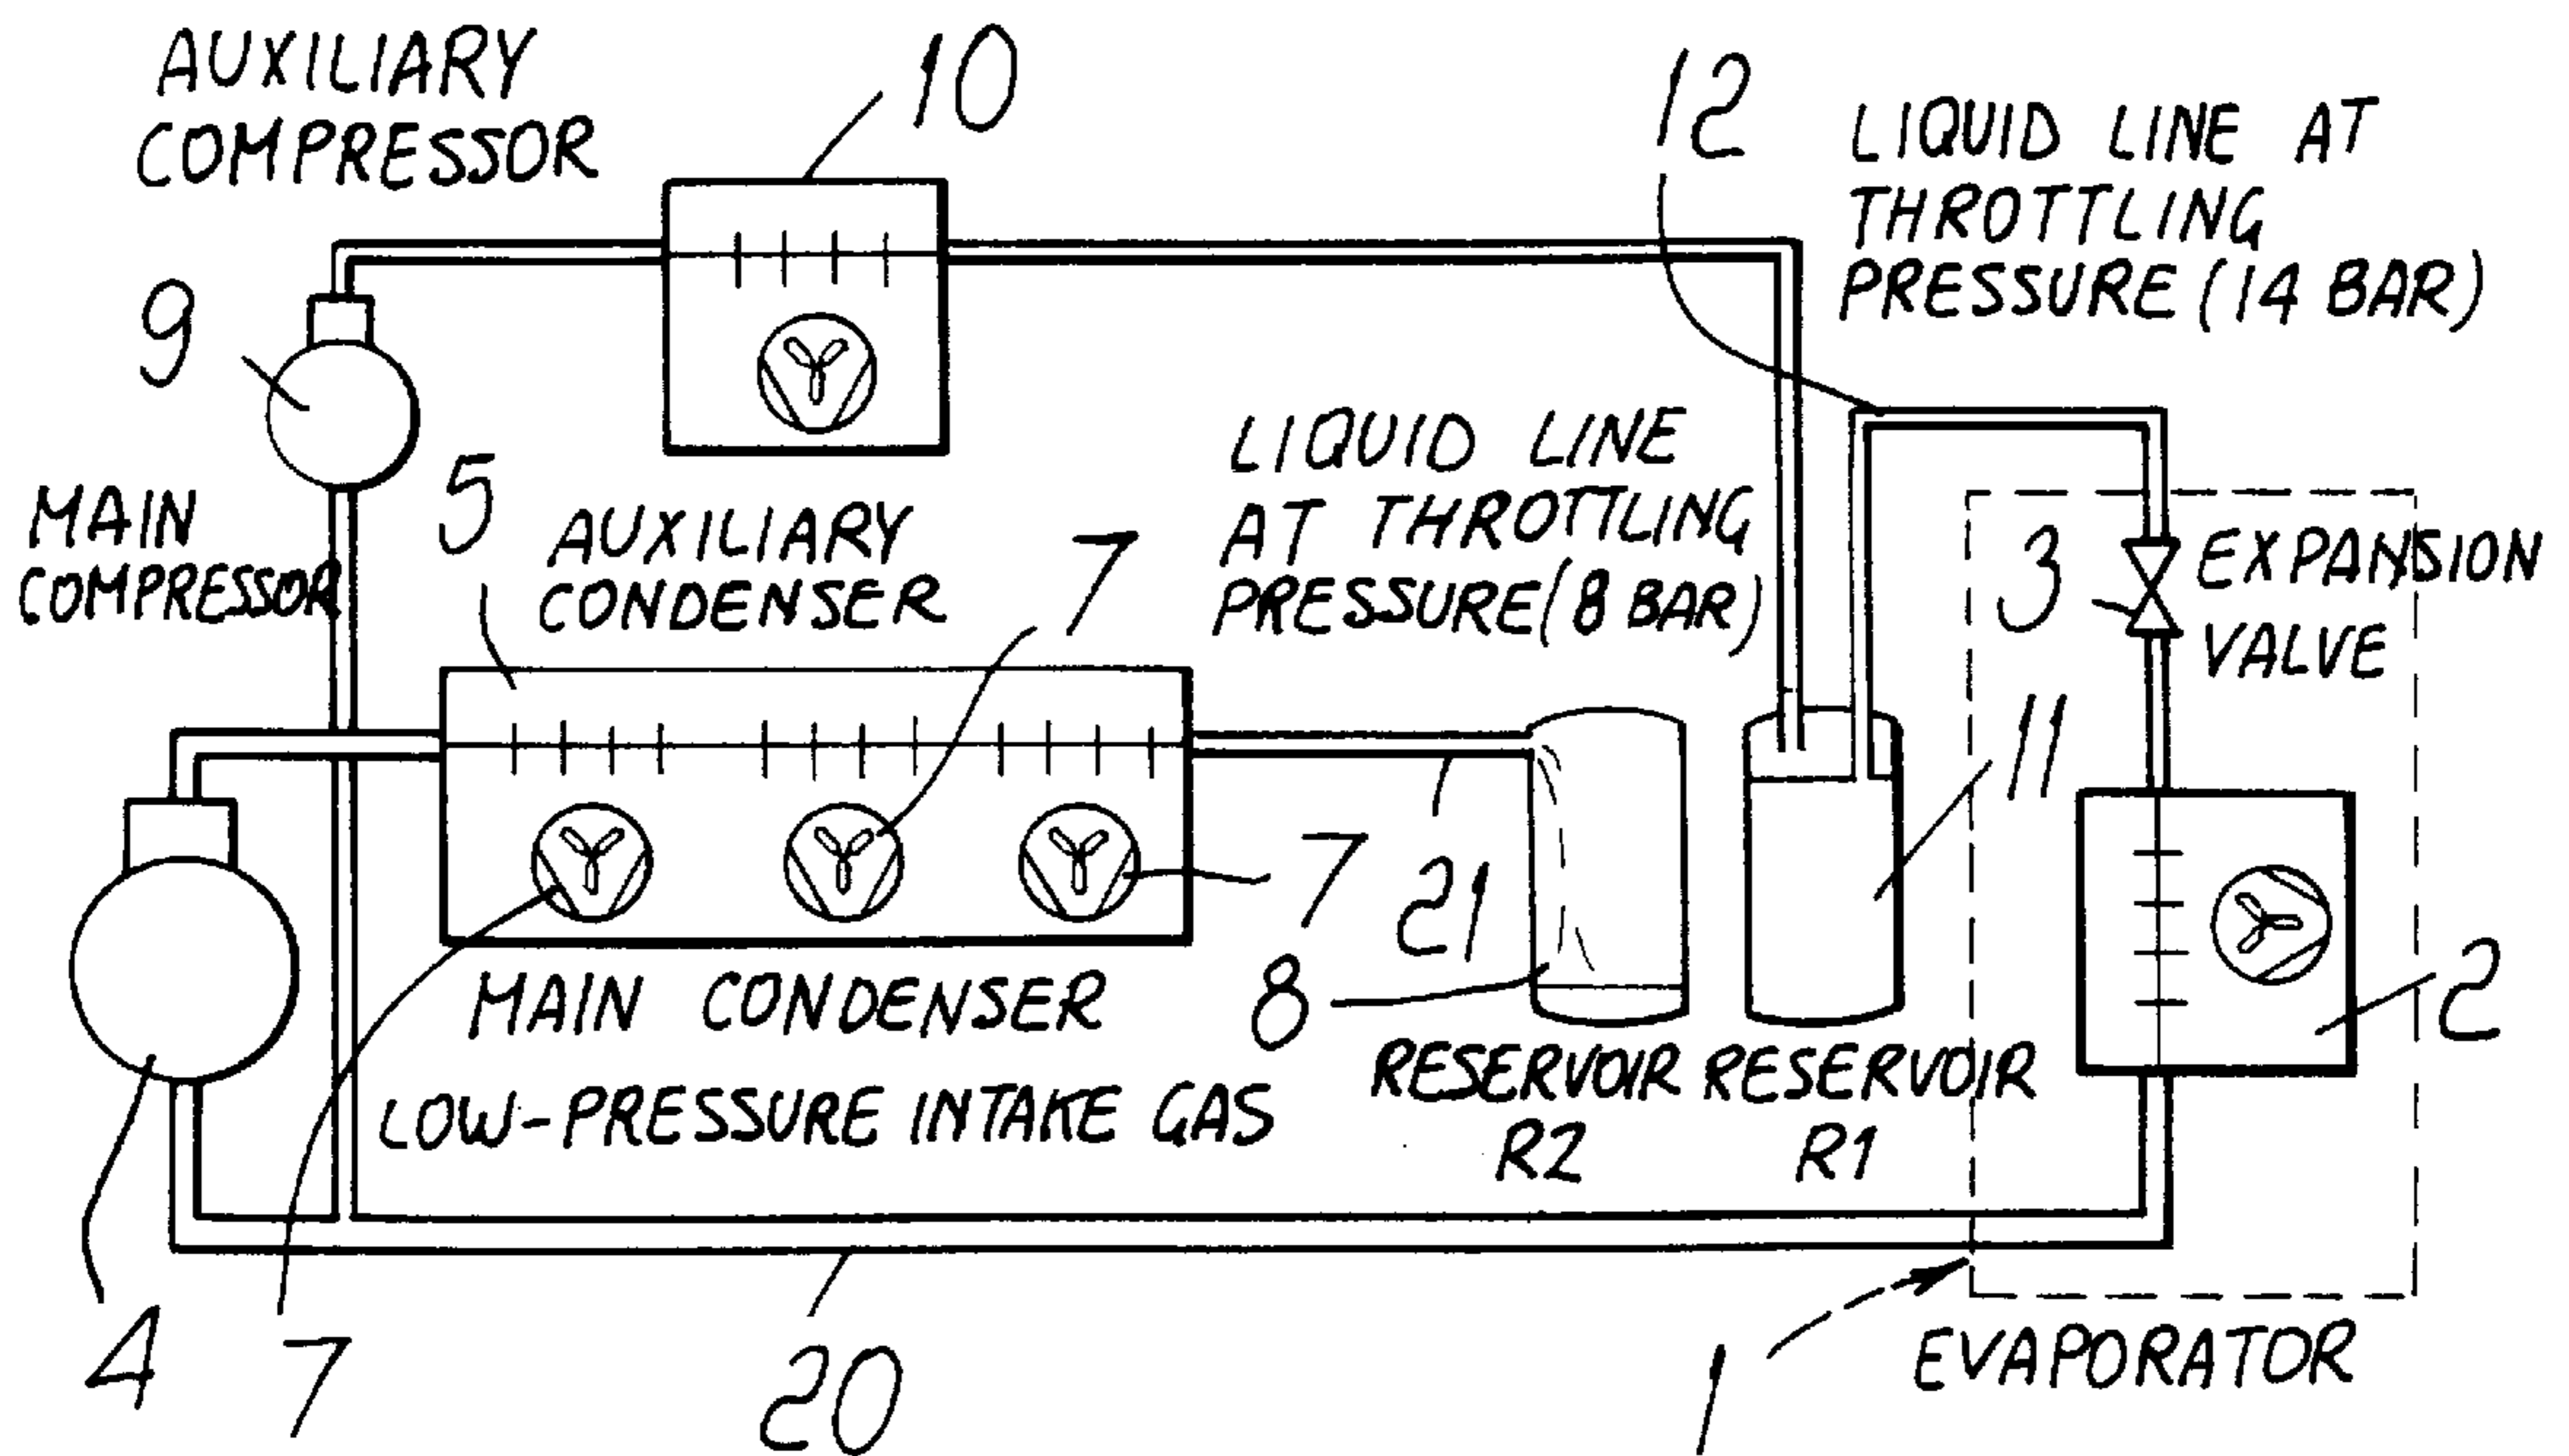 AUXILIARY
COMPRESSOR
10
12
LIQUID LINE AT
THROTTLING
PRESSURE (14 BAR)
9
MAIN
COMPRESSOR
5
AUXILIARY
CONDENSER
7
LIQUID LINE
AT THROTTLING
PRESSURE (8 BAR)
3
EXPANSION
VALVE
11
7
21
8
2
MAIN CONDENSER
LOW-PRESSURE INTAKE GAS
RESERVOIR
R2
RESERVOIR
R1
4
7
20
1
EVAPORATOR